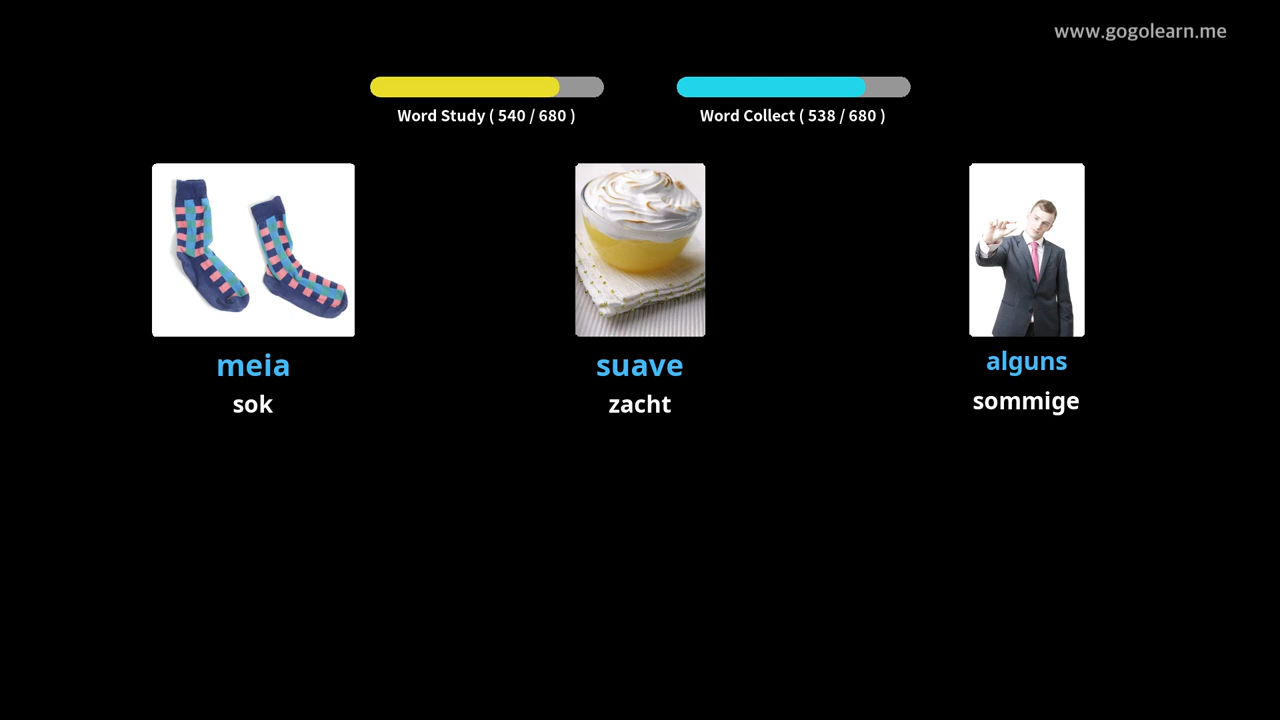 www.gogolearn.me
Word Study ( 540 / 680 )
Word Collect ( 538 / 680 )
meia
sok
suave
zacht
alguns
sommige